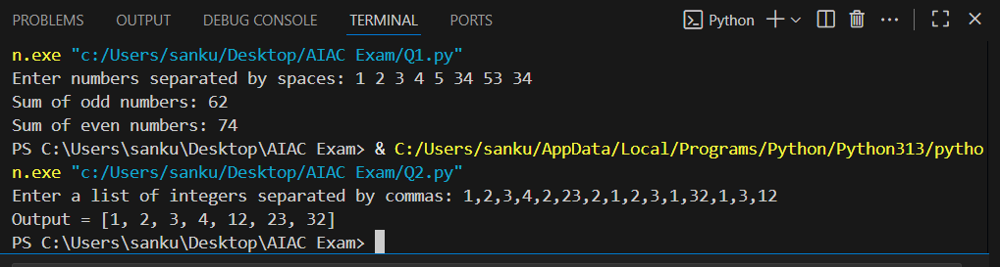 PROBLEMS OUTPUT DEBUG CONSOLE TERMINAL PORTS Python
n.exe "c:/Users/sanku/Desktop/AIAC Exam/Q1.py"
Enter numbers separated by spaces: 1 2 3 4 5 34 53 34
Sum of odd numbers: 62
Sum of even numbers: 74
PS C:\Users\sanku\Desktop\AIAC Exam> & C:/Users/sanku/AppData/Local/Programs/Python/Python313/pytho
n.exe "c:/Users/sanku/Desktop/AIAC Exam/Q2.py"
Enter a list of integers separated by commas: 1,2,3,4,2,23,2,1,2,3,1,32,1,3,12
Output = [1, 2, 3, 4, 12, 23, 32]
PS C:\Users\sanku\Desktop\AIAC Exam>